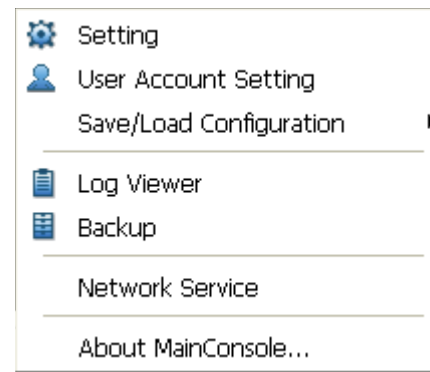 Setting
User Account Setting
Save/Load Configuration
Log Viewer
Backup
Network Service
About MainConsole...